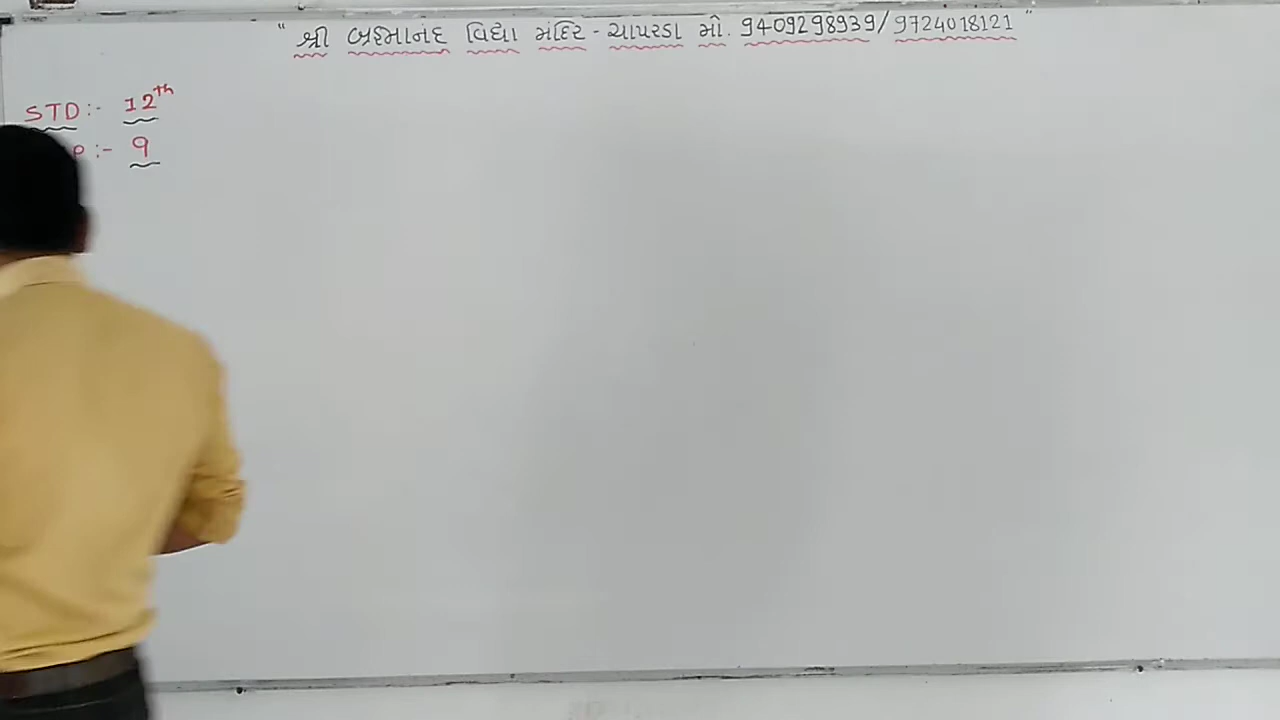 " શ્રી બ્રહ્માનંદ વિદ્યા મંદિર - ચાપરડા મો. 9409298939/9724018121 "
STD :- 12th
:- 9